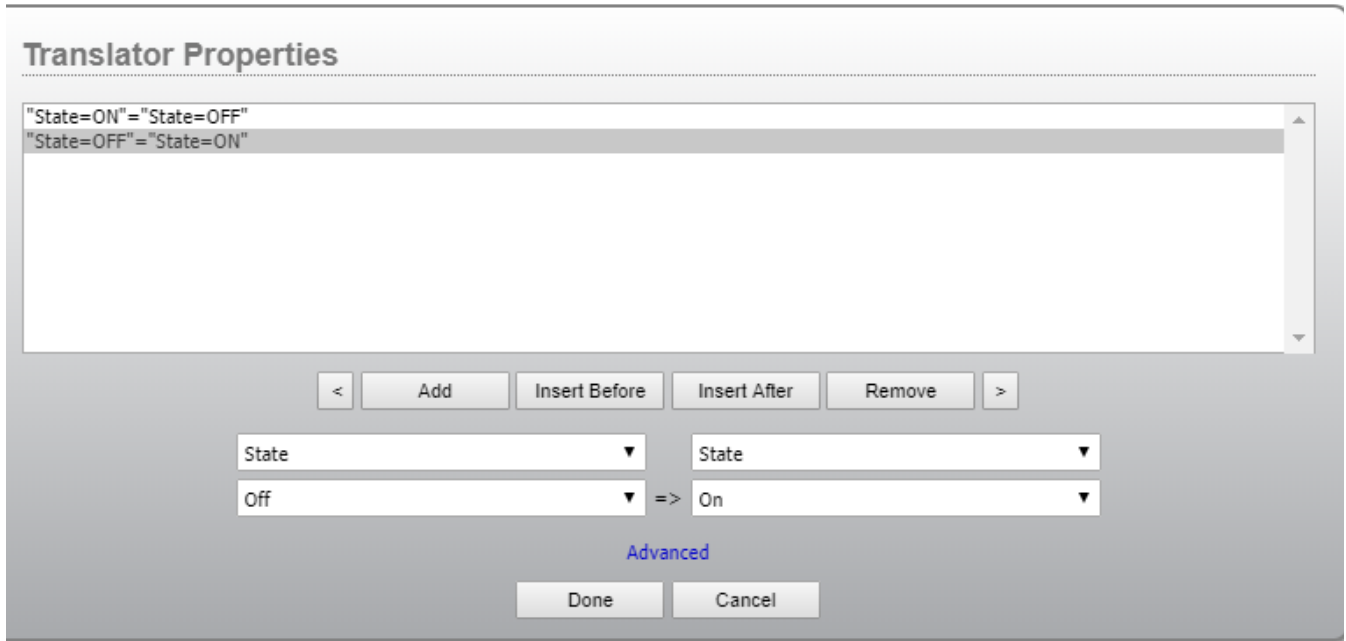 Translator Properties
"State=ON"="State=OFF"
"State=OFF"="State=ON"
< Add Insert Before Insert After Remove >
State State
Off => On
Advanced
Done Cancel